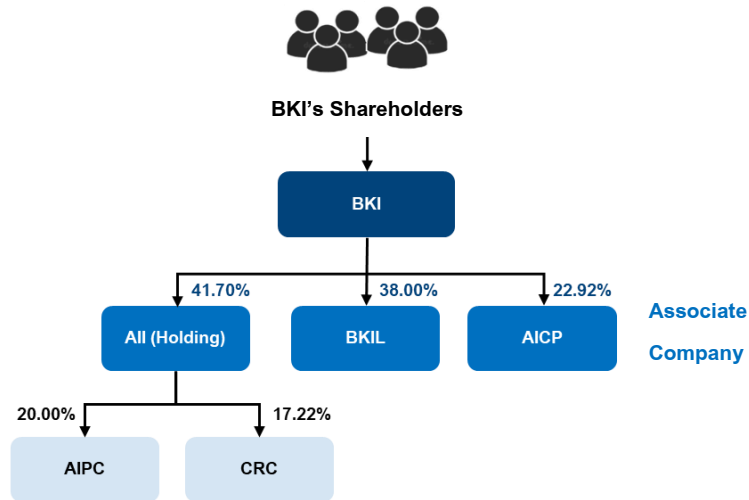 BKI’s Shareholders
BKI
41.70%
38.00%
22.92%
Associate
Company
AII (Holding)
BKIL
AICP
20.00%
17.22%
AIPC
CRC